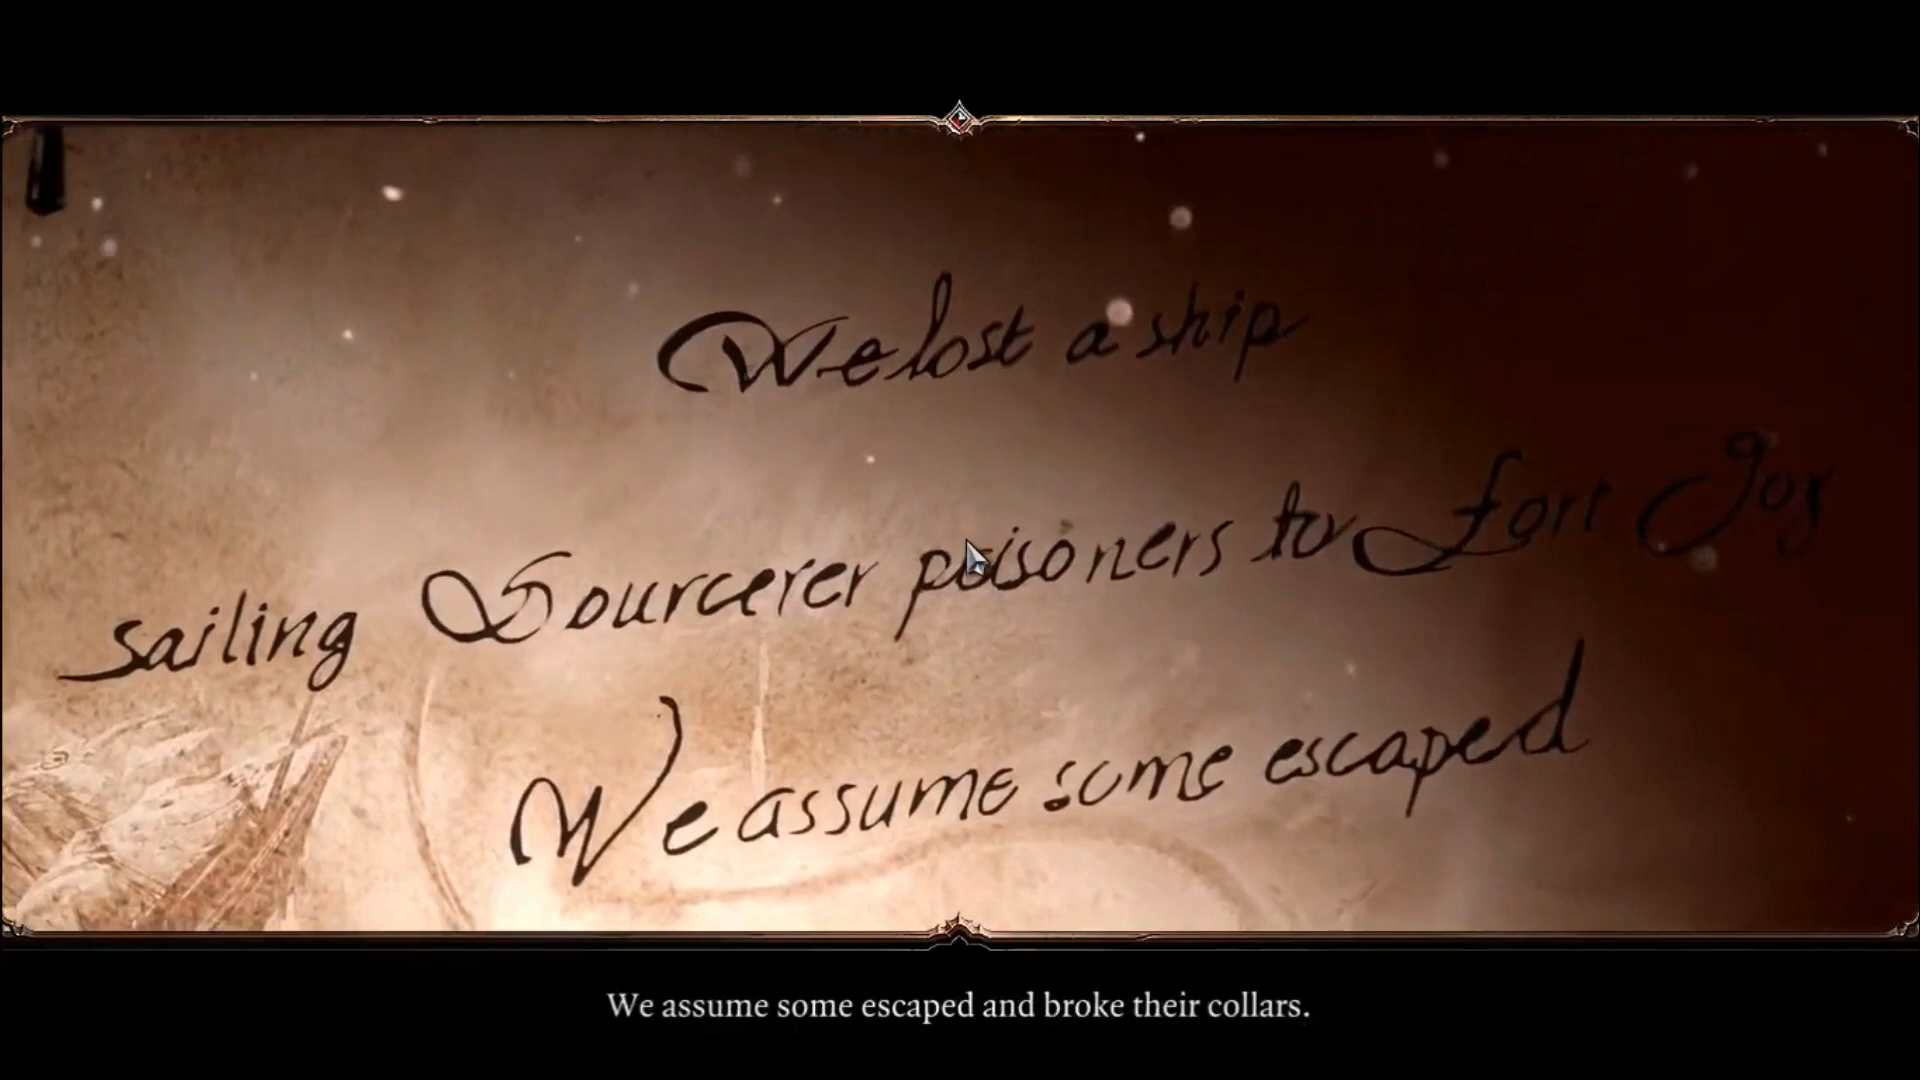 We lost a ship
sailing Sourcerer prisoners to Fort Joy
We assume some escaped
We assume some escaped and broke their collars.